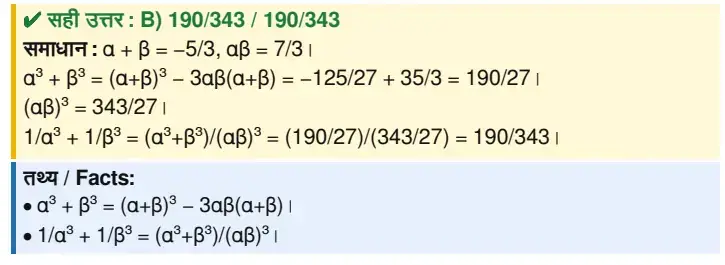 ✔ सही उत्तर : B) 190/343 / 190/343
समाधान : α + β = −5/3, αβ = 7/3।
α³ + β³ = (α+β)³ − 3αβ(α+β) = −125/27 + 35/3 = 190/27।
(αβ)³ = 343/27।
1/α³ + 1/β³ = (α³+β³)/(αβ)³ = (190/27)/(343/27) = 190/343।
तथ्य / Facts:
• α³ + β³ = (α+β)³ − 3αβ(α+β)।
• 1/α³ + 1/β³ = (α³+β³)/(αβ)³।